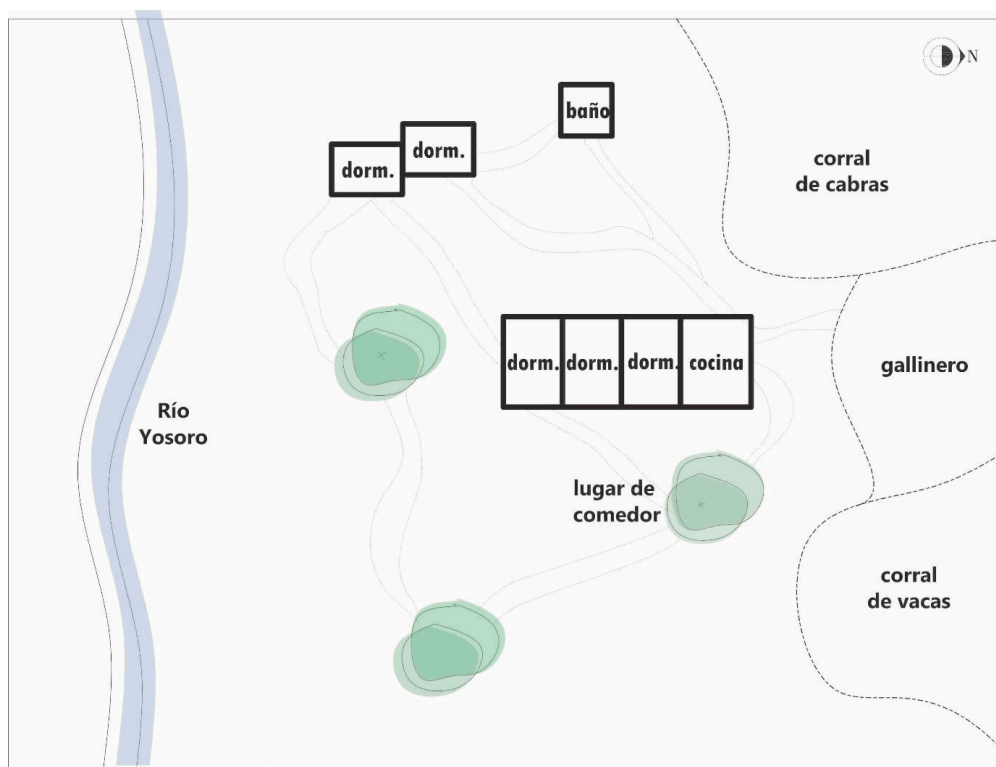 N
baño
dorm.
dorm.
corral
de cabras
dorm. dorm. dorm. cocina
gallinero
Río
Yosoro
lugar de
comedor
corral
de vacas